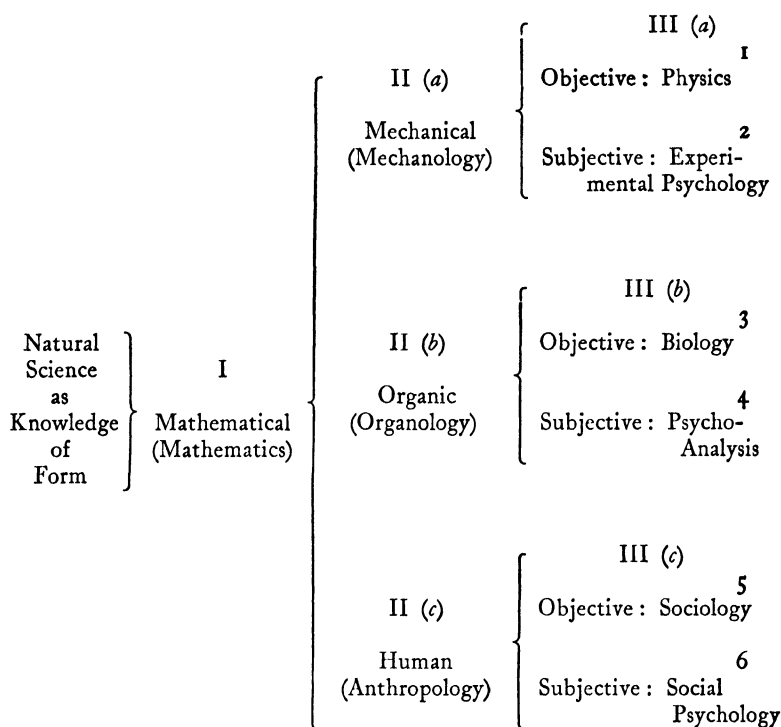 Natural
Science
as
Knowledge
of
Form
I
Mathematical
(Mathematics)
II (a)
Mechanical
(Mechanology)
III (a)
1
Objective : Physics
2
Subjective : Experi-
mental Psychology
II (b)
Organic
(Organology)
III (b)
3
Objective : Biology
4
Subjective : Psycho-
Analysis
II (c)
Human
(Anthropology)
III (c)
5
Objective : Sociology
6
Subjective : Social
Psychology